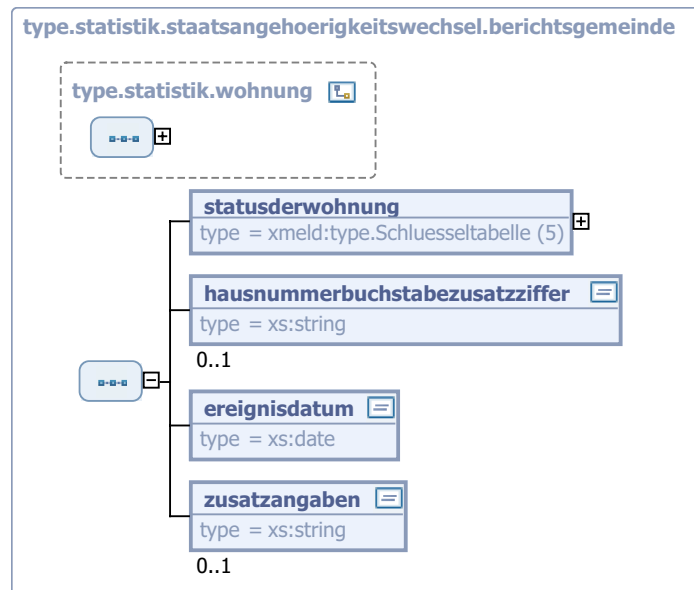 type.statistik.staatsangehoerigkeitswechsel.berichtsgemeinde
type.statistik.wohnung
statusderwohnung
type = xmeld:type.Schluesseltabelle (5)
hausnummerbuchstabezusatzziffer
type = xs:string
0..1
ereignisdatum
type = xs:date
zusatzangaben
type = xs:string
0..1